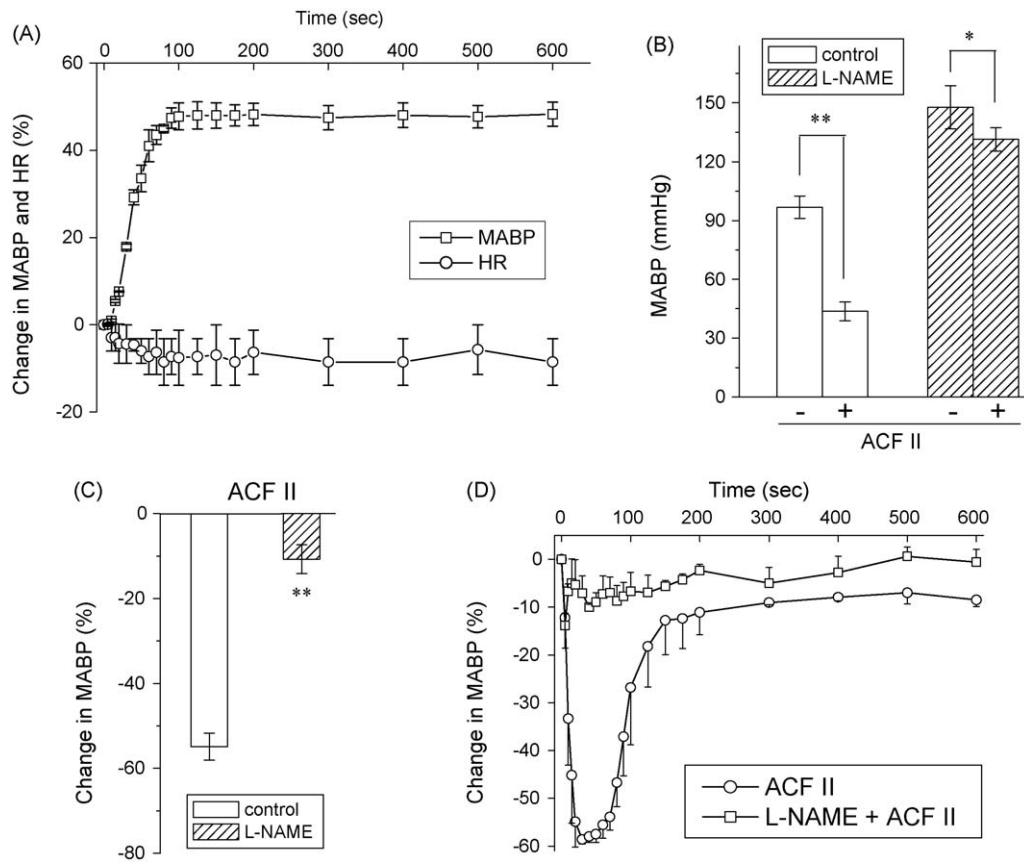 (A)
Time (sec)
0 100 200 300 400 500 600
60
40
20
0
-20
Change in MABP and HR (%)
MABP
HR
(B)
control
L-NAME
150
120
90
60
30
0
MABP (mmHg)
**
*
- + - +
ACF II
(C)
ACF II
0
-20
-40
-60
-80
Change in MABP (%)
**
control
L-NAME
(D)
Time (sec)
0 100 200 300 400 500 600
0
-10
-20
-30
-40
-50
-60
Change in MABP (%)
ACF II
L-NAME + ACF II